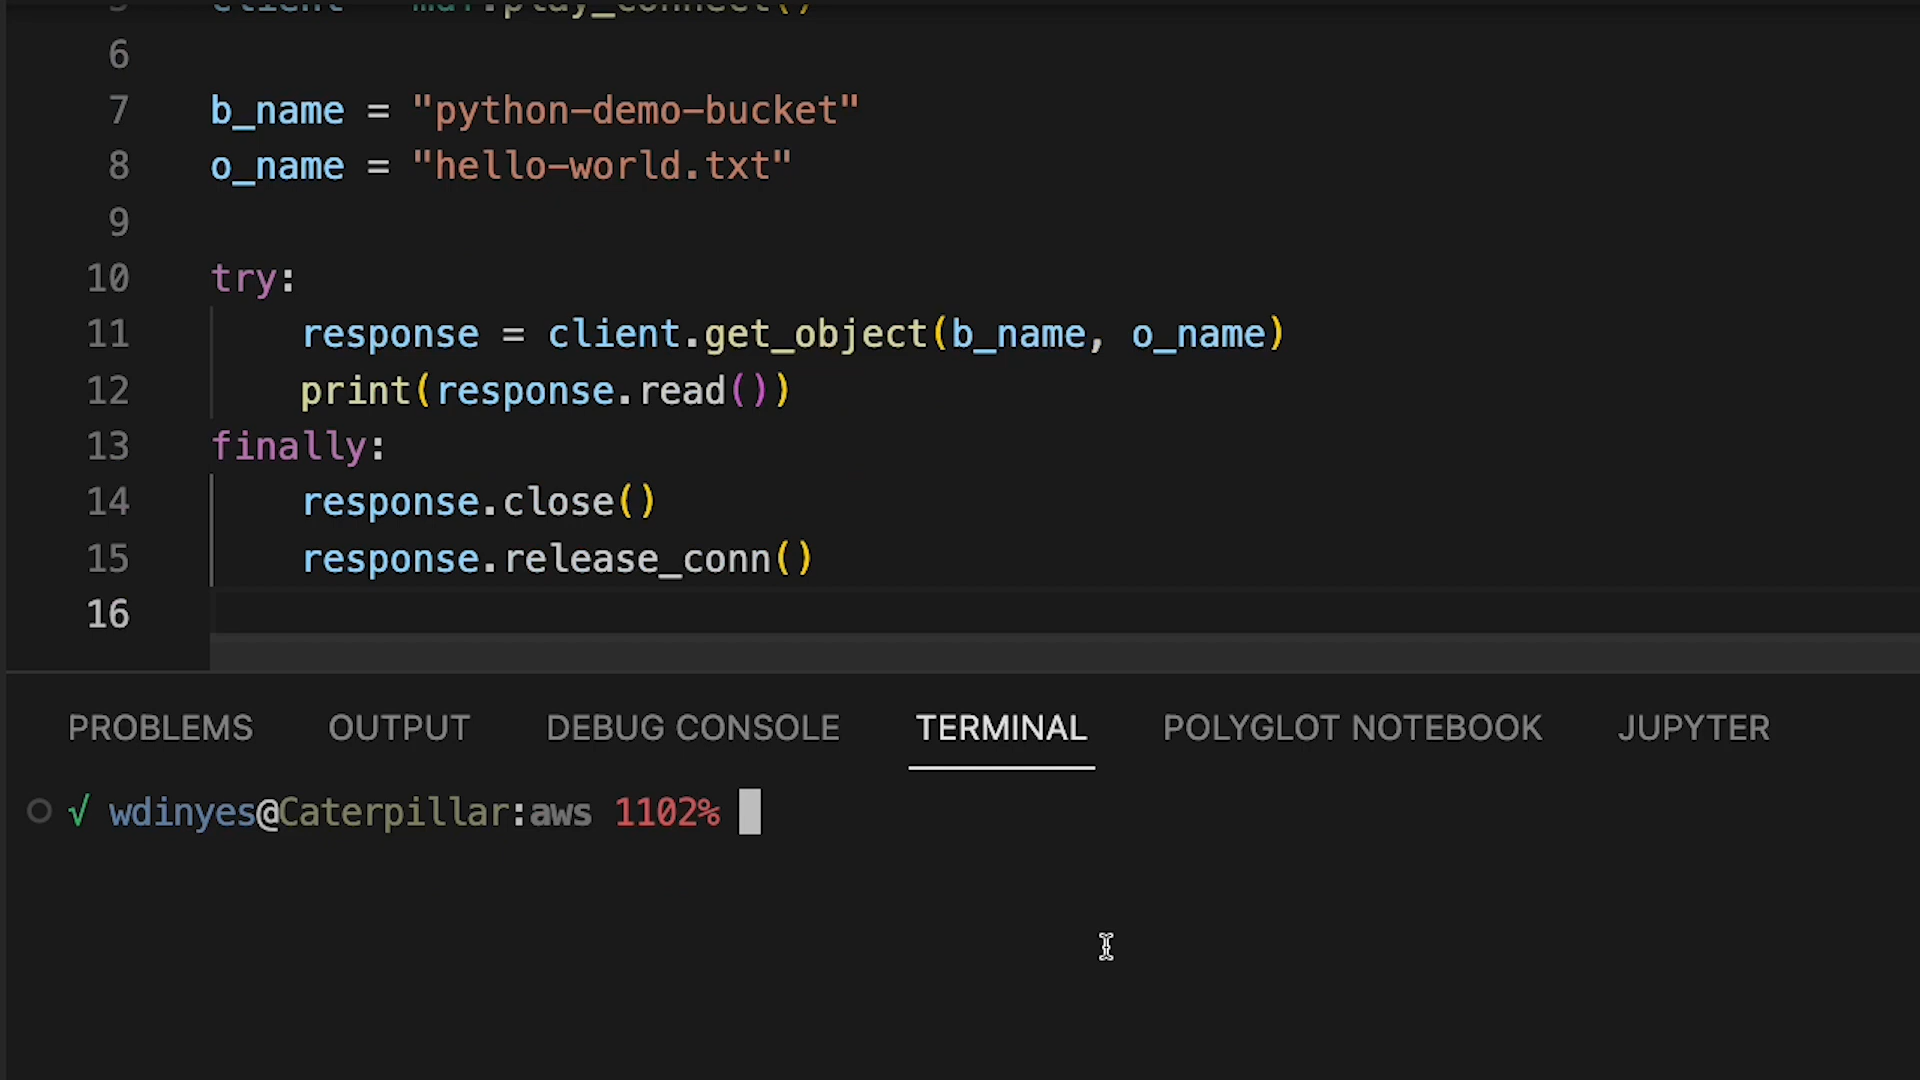 6
7 b_name = "python-demo-bucket"
8 o_name = "hello-world.txt"
9
10 try:
11 response = client.get_object(b_name, o_name)
12 print(response.read())
13 finally:
14 response.close()
15 response.release_conn()
16
PROBLEMS OUTPUT DEBUG CONSOLE TERMINAL POLYGLOT NOTEBOOK JUPYTER
√ wdinyes@Caterpillar:aws 1102%